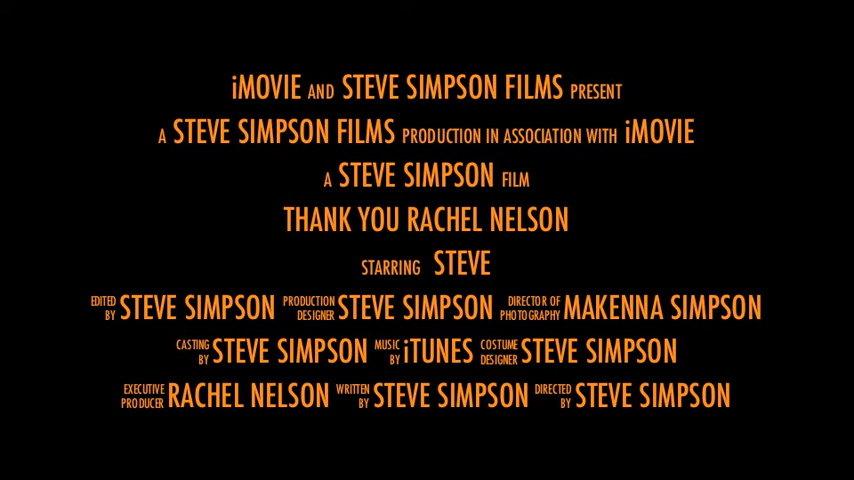 iMOVIE AND STEVE SIMPSON FILMS PRESENT
A STEVE SIMPSON FILMS PRODUCTION IN ASSOCIATION WITH iMOVIE
A STEVE SIMPSON FILM
THANK YOU RACHEL NELSON
STARRING STEVE
EDITED BY STEVE SIMPSON PRODUCTION DESIGNER STEVE SIMPSON DIRECTOR OF PHOTOGRAPHY MAKENNA SIMPSON
CASTING BY STEVE SIMPSON MUSIC BY iTUNES COSTUME DESIGNER STEVE SIMPSON
EXECUTIVE PRODUCER RACHEL NELSON WRITTEN BY STEVE SIMPSON DIRECTED BY STEVE SIMPSON